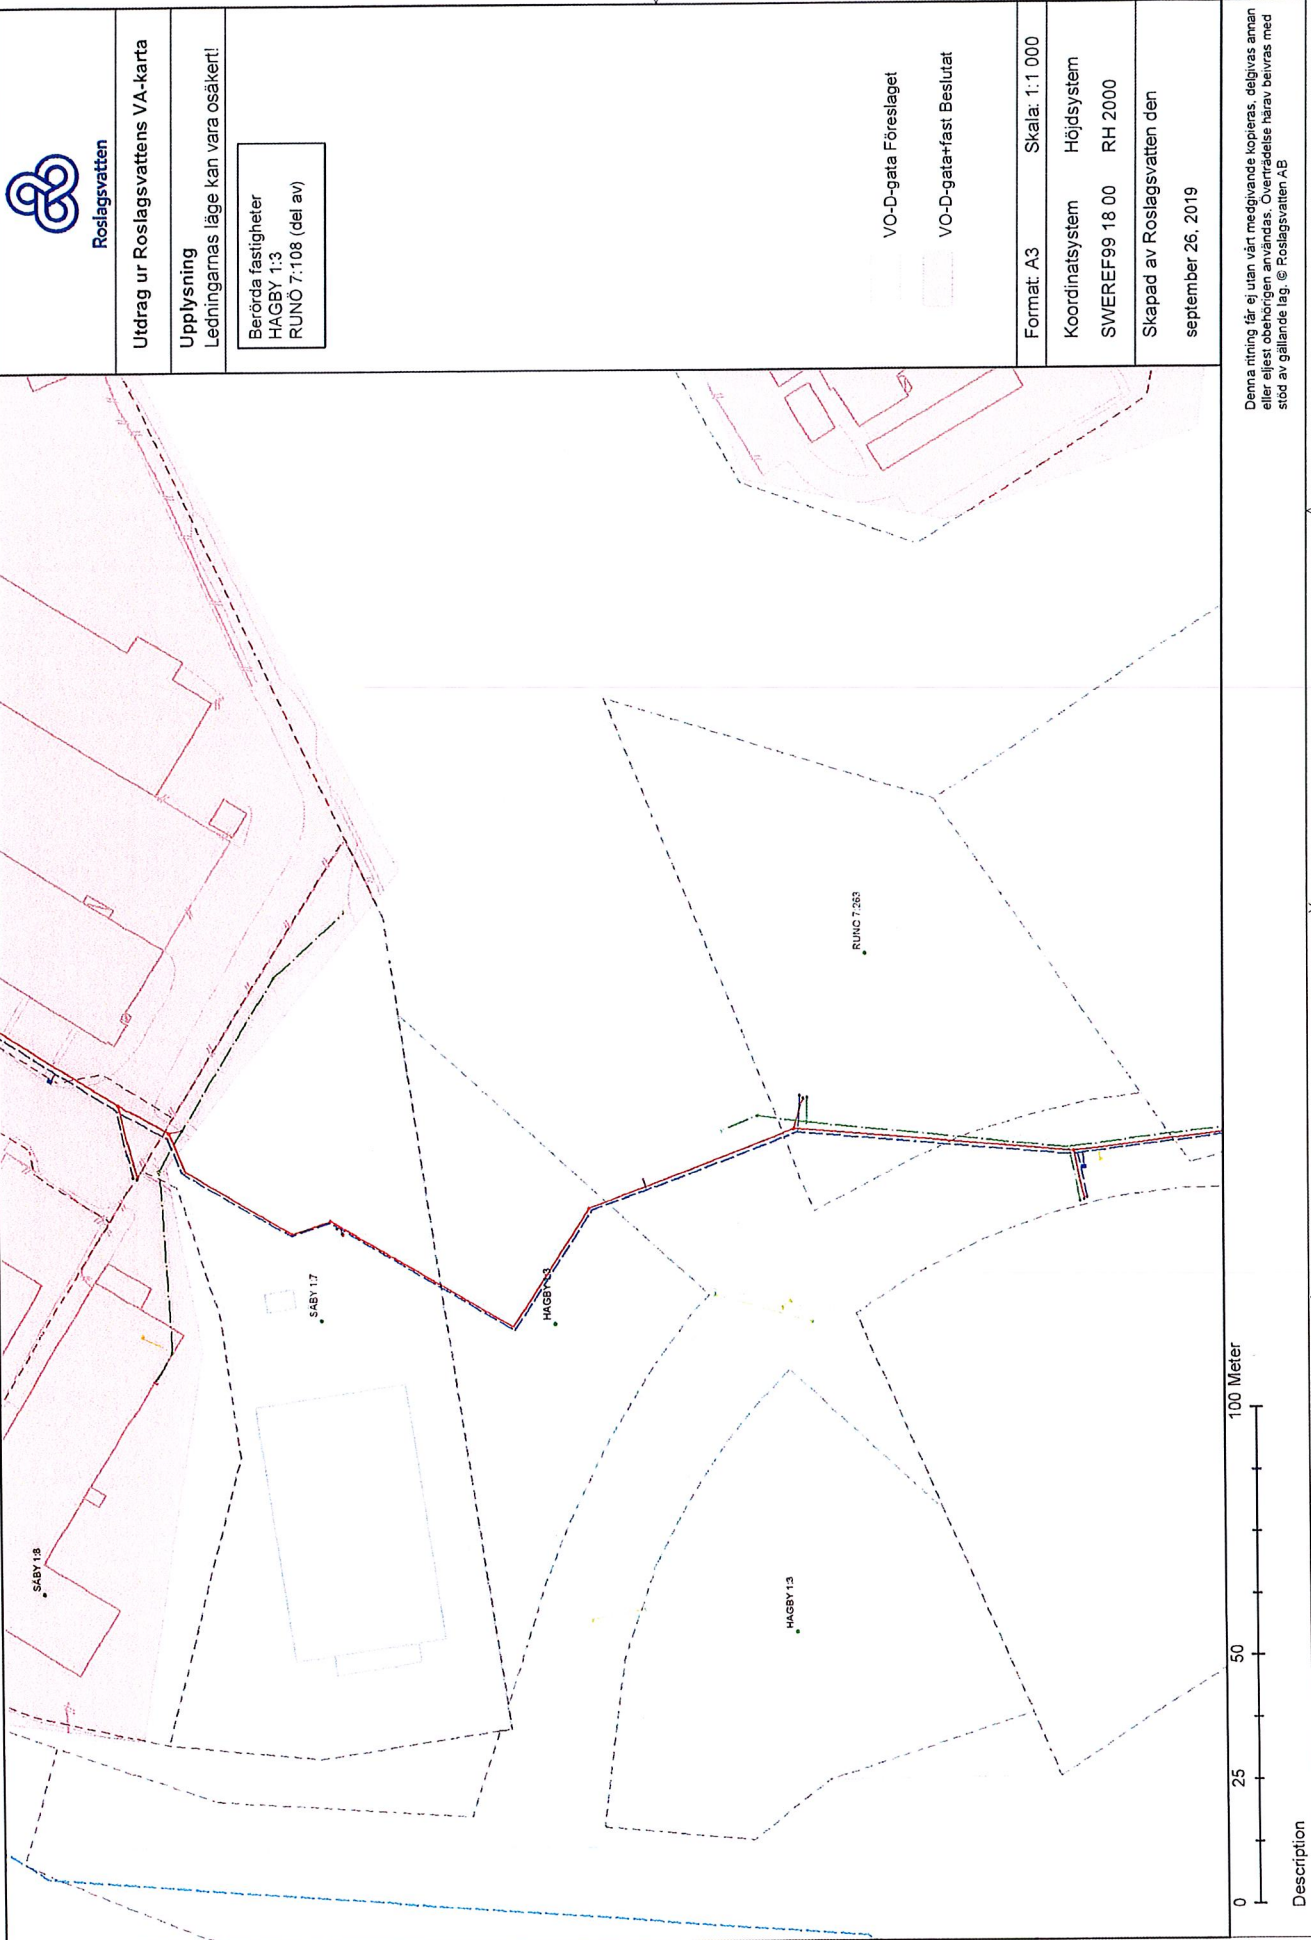 Roslagsvatten
Utdrag ur Roslagsvattens VA-karta
Upplysning
Ledningarnas läge kan vara osäkert!
Berörda fastigheter
HAGBY 1:3
RUNÖ 7:108 (del av)
VO-D-gata Föreslaget
VO-D-gata+fast Beslutat
Format: A3 Skala: 1:1 000
Koordinatsystem Höjdsystem
SWEREF99 18 00 RH 2000
Skapad av Roslagsvatten den
september 26, 2019
Denna ritning får ej utan vårt medgivande kopieras, delgivas annan
eller eljest obehörigen användas. Överträdelse härav beivras med
stöd av gällande lag. © Roslagsvatten AB
SÄBY 1:8
SÄBY 1:7
HAGBY 1:3
HAGBY 1:3
RUNÖ 7:263
0 25 50 100 Meter
Description